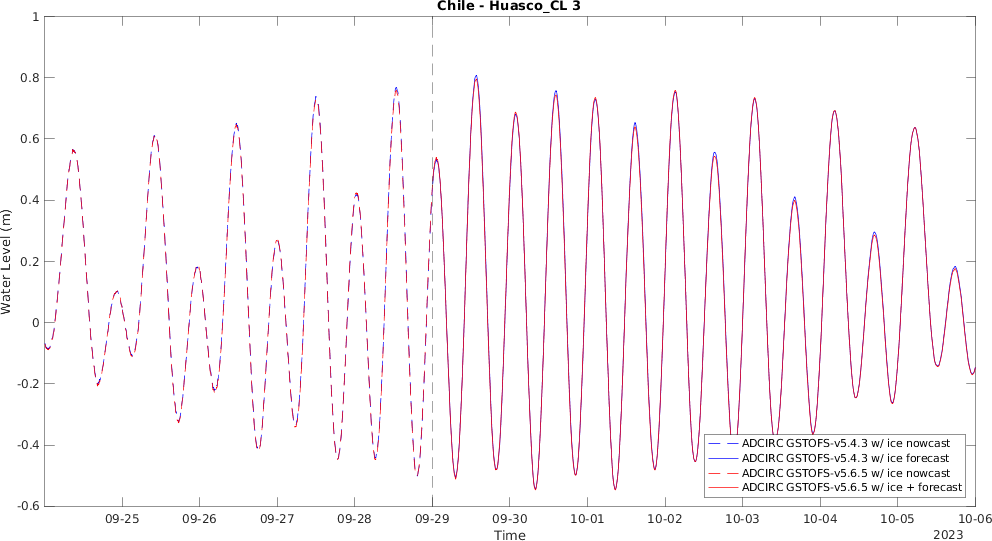 Chile - Huasco_CL 3
1
0.8
0.6
0.4
0.2
0
-0.2
-0.4
-0.6
Water Level (m)
ADCIRC GSTOFS-v5.4.3 w/ ice nowcast
ADCIRC GSTOFS-v5.4.3 w/ ice forecast
ADCIRC GSTOFS-v5.6.5 w/ ice nowcast
ADCIRC GSTOFS-v5.6.5 w/ ice + forecast
09-25 09-26 09-27 09-28 09-29 09-30 10-01 10-02 10-03 10-04 10-05 10-06
Time
2023